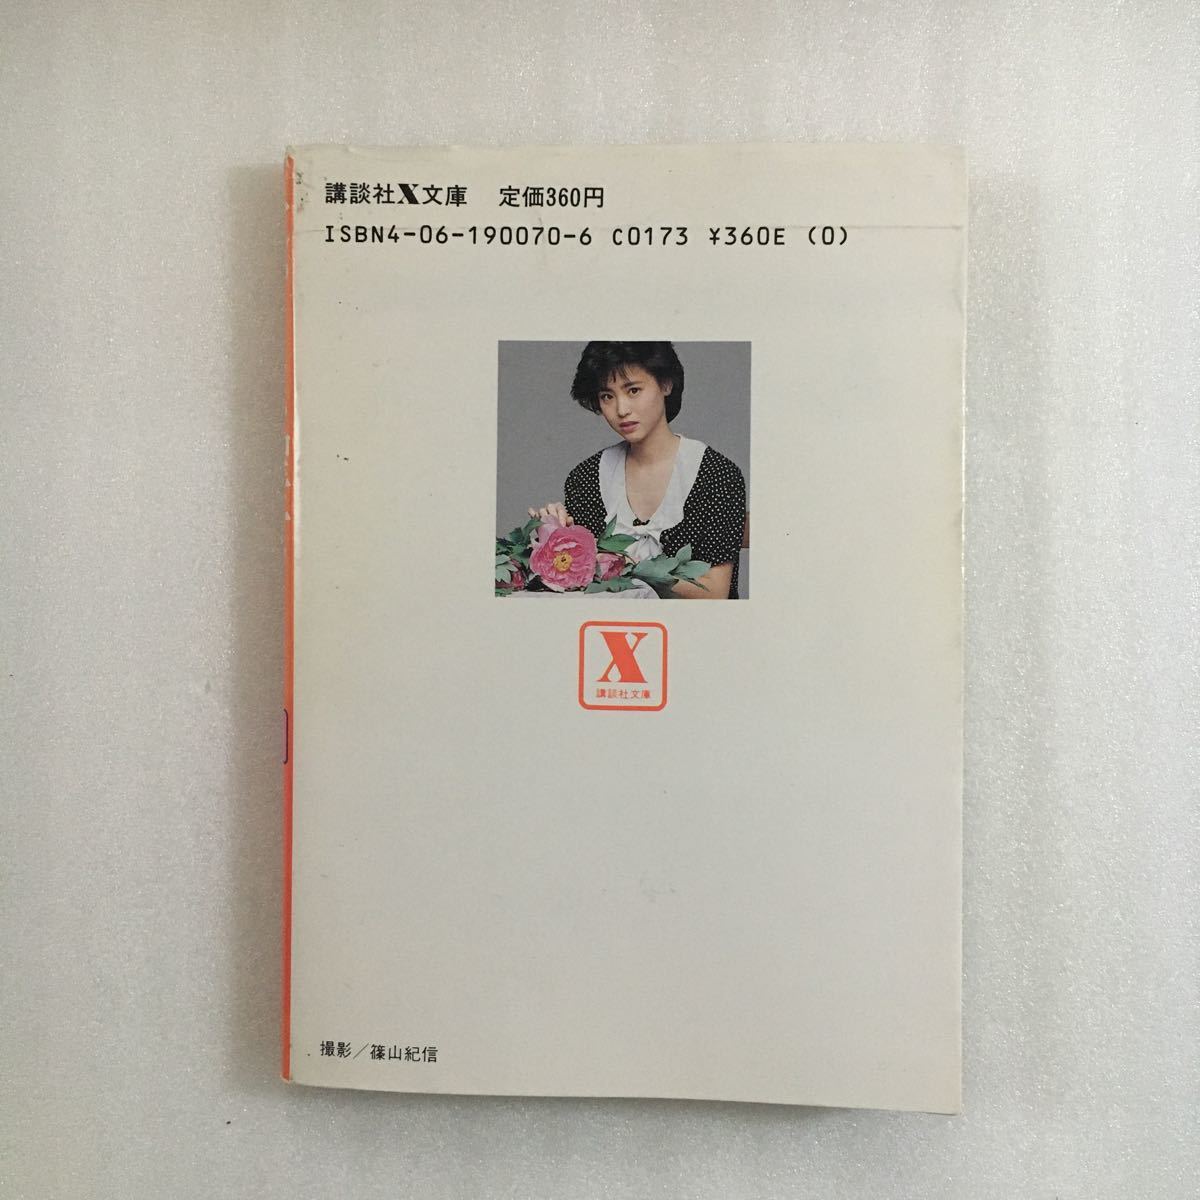 講談社X文庫 定価360円
ISBN4-06-190070-6 C0173 ¥360E (0)
X
講談社文庫
撮影/篠山紀信